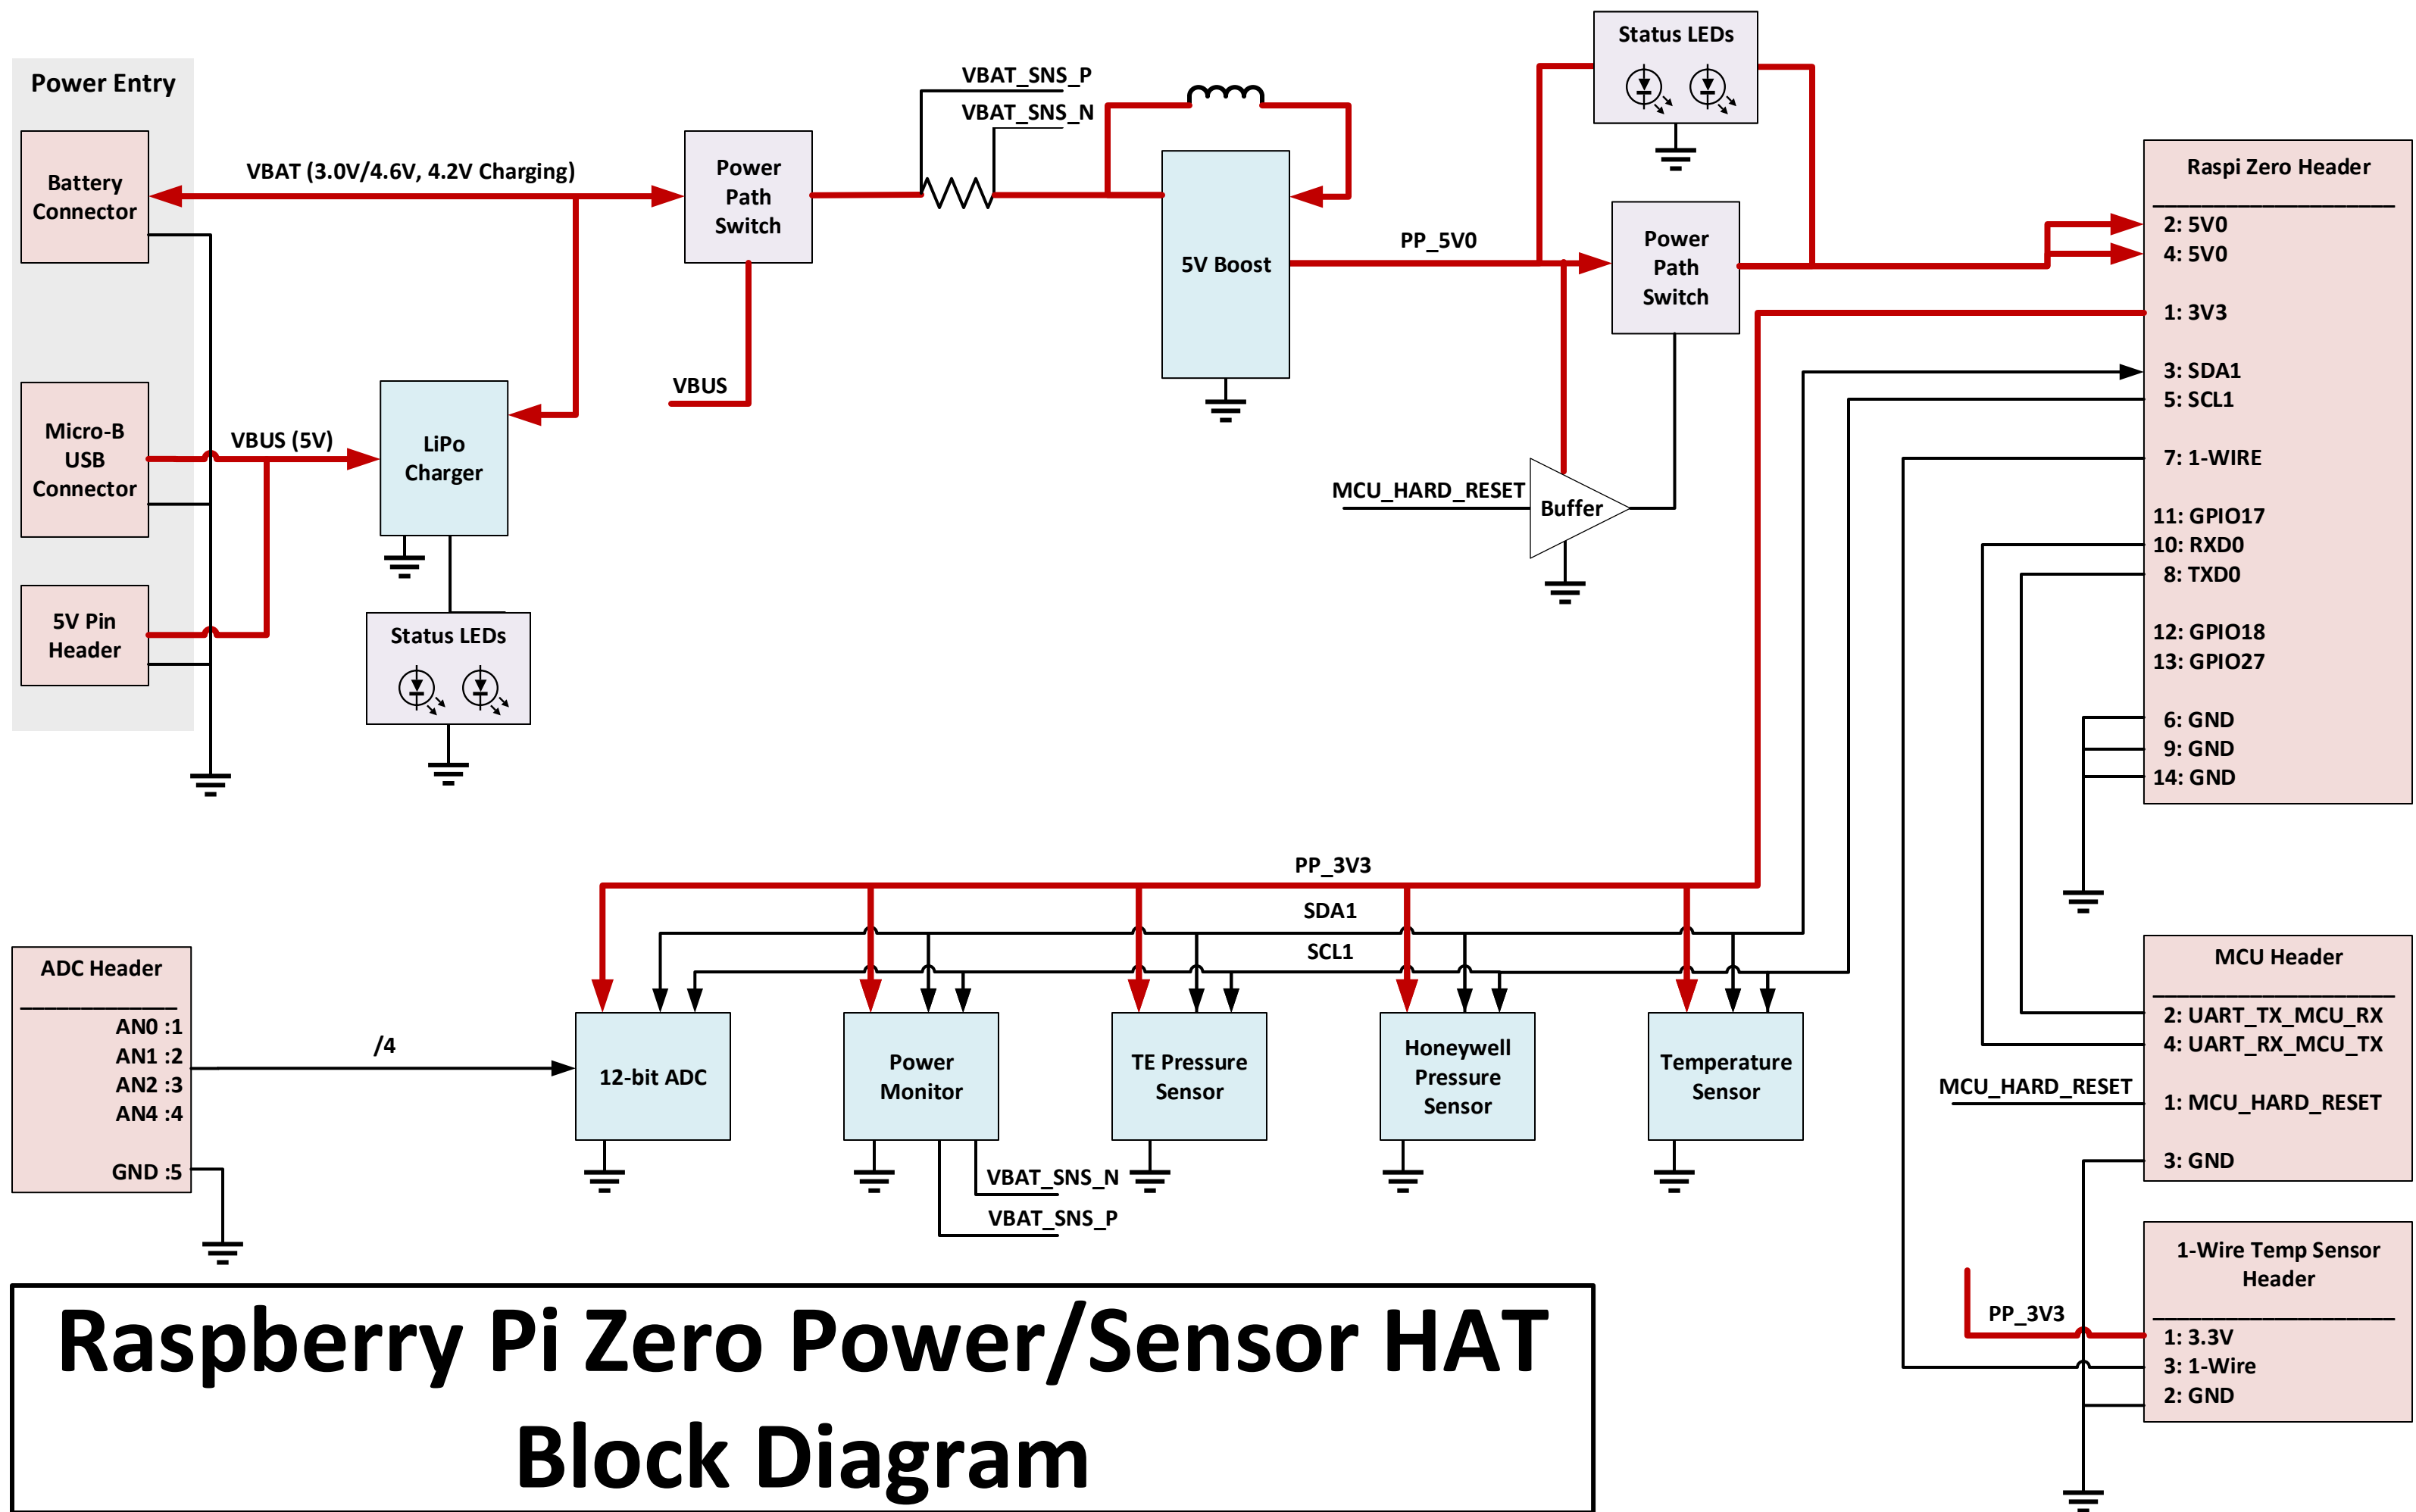 Power Entry
Battery
Connector
Micro-B
USB
Connector
5V Pin
Header
VBAT (3.0V/4.6V, 4.2V Charging)
VBUS (5V)
LiPo
Charger
Status LEDs
Power
Path
Switch
VBUS
VBAT_SNS_P
VBAT_SNS_N
5V Boost
PP_5V0
Status LEDs
Power
Path
Switch
MCU_HARD_RESET
Buffer
Raspi Zero Header
2: 5V0
4: 5V0
1: 3V3
3: SDA1
5: SCL1
7: 1-WIRE
11: GPIO17
10: RXD0
8: TXD0
12: GPIO18
13: GPIO27
6: GND
9: GND
14: GND
PP_3V3
SDA1
SCL1
ADC Header
AN0 :1
AN1 :2
AN2 :3
AN4 :4
GND :5
/4
12-bit ADC
Power
Monitor
VBAT_SNS_N
VBAT_SNS_P
TE Pressure
Sensor
Honeywell
Pressure
Sensor
Temperature
Sensor
MCU Header
2: UART_TX_MCU_RX
4: UART_RX_MCU_TX
MCU_HARD_RESET
1: MCU_HARD_RESET
3: GND
1-Wire Temp Sensor
Header
PP_3V3
1: 3.3V
3: 1-Wire
2: GND
Raspberry Pi Zero Power/Sensor HAT
Block Diagram